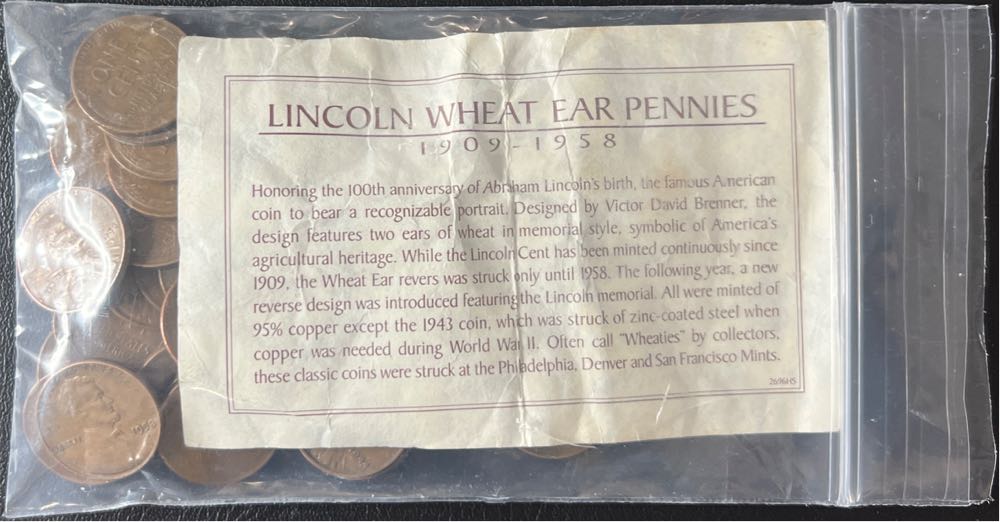 LINCOLN WHEAT EAR PENNIES
1909-1958
Honoring the 100th anniversary of Abraham Lincoln's birth, the famous American
coin to bear a recognizable portrait. Designed by Victor David Brenner, the
design features two ears of wheat in memorial style, symbolic of America's
agricultural heritage. While the Lincoln Cent has been minted continuously since
1909, the Wheat Ear revers was struck only until 1958. The following year, a new
reverse design was introduced featuring the Lincoln memorial. All were minted of
95% copper except the 1943 coin, which was struck of zinc-coated steel when
copper was needed during World War II. Often call "Wheaties" by collectors,
these classic coins were struck at the Philadelphia, Denver and San Francisco Mints.
2696HS
ONE
CENT